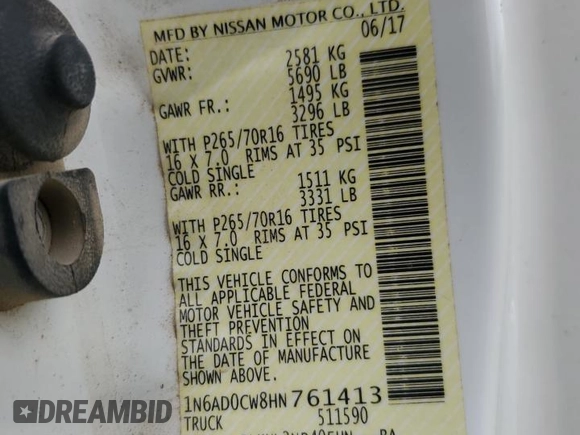 MFD BY NISSAN MOTOR CO., LTD.
DATE: 06/17
GVWR: 2581 KG
5690 LB
GAWR FR.: 1495 KG
3296 LB
WITH P265/70R16 TIRES
16 X 7.0 RIMS AT 35 PSI
COLD SINGLE
GAWR RR.: 1511 KG
3331 LB
WITH P265/70R16 TIRES
16 X 7.0 RIMS AT 35 PSI
COLD SINGLE
THIS VEHICLE CONFORMS TO
ALL APPLICABLE FEDERAL
MOTOR VEHICLE SAFETY AND
THEFT PREVENTION
STANDARDS IN EFFECT ON
THE DATE OF MANUFACTURE
SHOWN ABOVE.
1N6AD0CW8HN761413
TRUCK 511590
DREAMBID